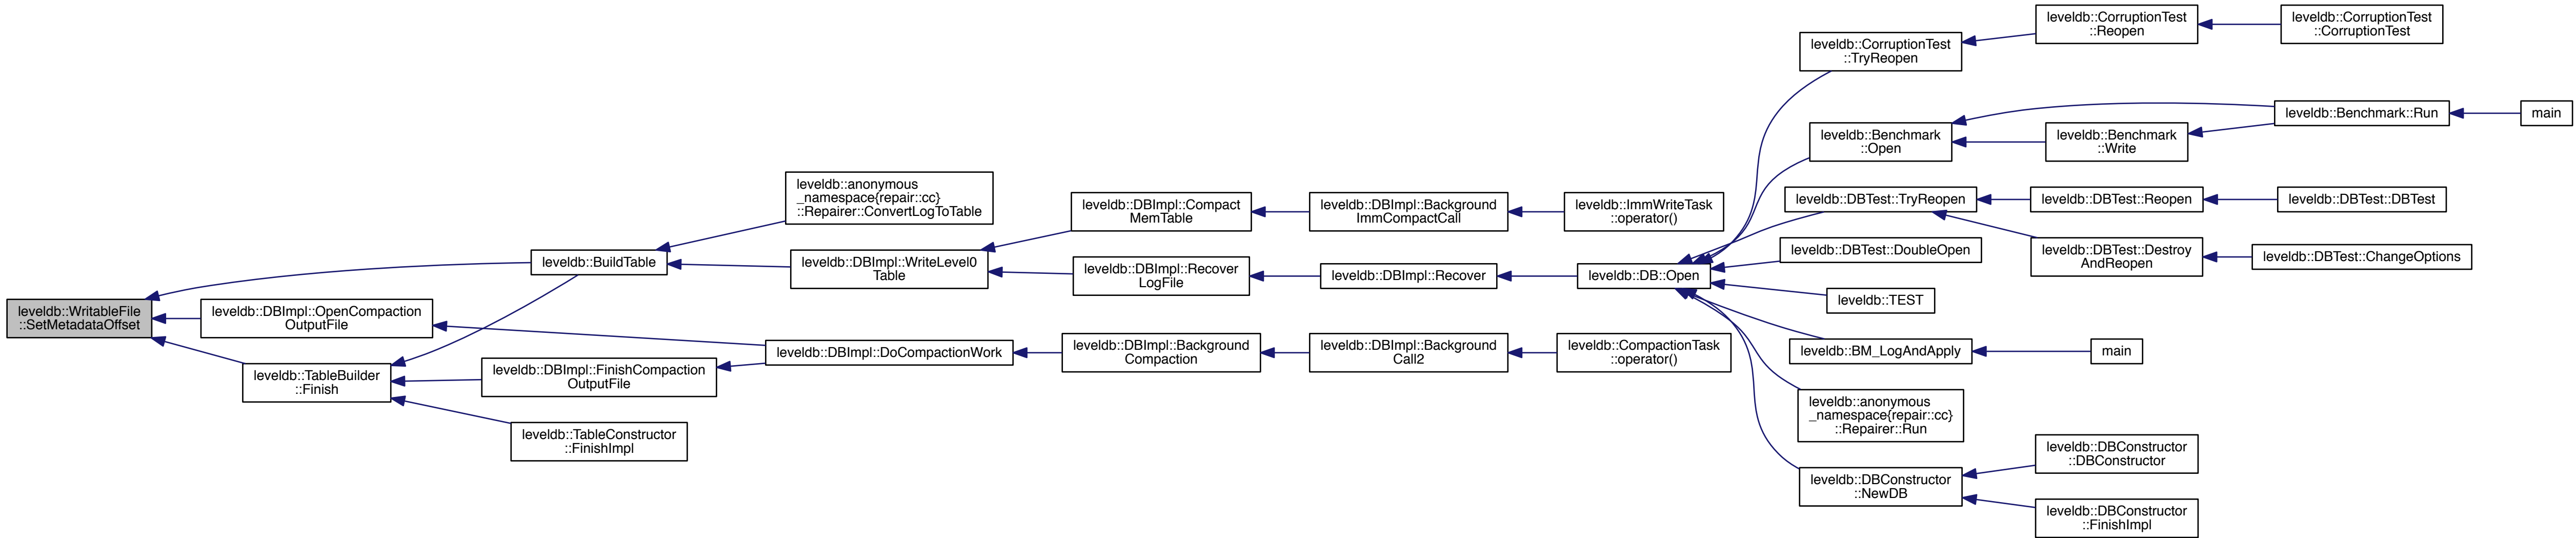 leveldb::WritableFile
::SetMetadataOffset
leveldb::BuildTable
leveldb::DBImpl::OpenCompaction
OutputFile
leveldb::TableBuilder
::Finish
leveldb::DBImpl::FinishCompaction
OutputFile
leveldb::TableConstructor
::FinishImpl
leveldb::anonymous
_namespace{repair::cc}
::Repairer::ConvertLogToTable
leveldb::DBImpl::WriteLevel0
Table
leveldb::DBImpl::DoCompactionWork
leveldb::DBImpl::Compact
MemTable
leveldb::DBImpl::Recover
LogFile
leveldb::DBImpl::Background
Compaction
leveldb::DBImpl::Background
ImmCompactCall
leveldb::DBImpl::Recover
leveldb::DBImpl::Background
Call2
leveldb::ImmWriteTask
::operator()
leveldb::DB::Open
leveldb::CompactionTask
::operator()
leveldb::CorruptionTest
::TryReopen
leveldb::Benchmark
::Open
leveldb::DBTest::TryReopen
leveldb::DBTest::DoubleOpen
leveldb::TEST
leveldb::BM_LogAndApply
leveldb::anonymous
_namespace{repair::cc}
::Repairer::Run
leveldb::DBConstructor
::NewDB
leveldb::CorruptionTest
::Reopen
leveldb::Benchmark
::Write
leveldb::DBTest::Reopen
leveldb::DBTest::Destroy
AndReopen
main
leveldb::DBConstructor
::DBConstructor
leveldb::DBConstructor
::FinishImpl
leveldb::CorruptionTest
::CorruptionTest
leveldb::Benchmark::Run
leveldb::DBTest::DBTest
leveldb::DBTest::ChangeOptions
main